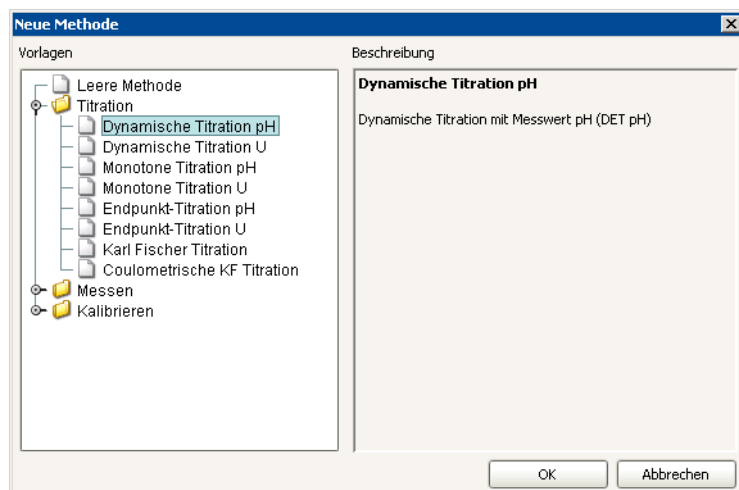 Neue Methode
Vorlagen
Leere Methode
Titration
Dynamische Titration pH
Dynamische Titration U
Monotone Titration pH
Monotone Titration U
Endpunkt-Titration pH
Endpunkt-Titration U
Karl Fischer Titration
Coulometrische KF Titration
Messen
Kalibrieren
Beschreibung
Dynamische Titration pH
Dynamische Titration mit Messwert pH (DET pH)
OK
Abbrechen